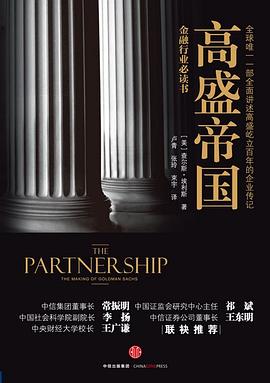 全球唯一一部全面讲述高盛屹立百年的企业传记
高盛帝国
金融行业必读书
[美] 查尔斯·埃利斯 著
卢青 张玲 束宇 译
THE
PARTNERSHIP
THE MAKING OF GOLDMAN SACHS
中信集团董事长 常振明 中国证监会研究中心主任 祁斌
中国社会科学院副院长 李扬 中信证券公司董事长 王东明
中央财经大学校长 王广谦 联袂推荐
中信出版集团 CHINACITICPRESS